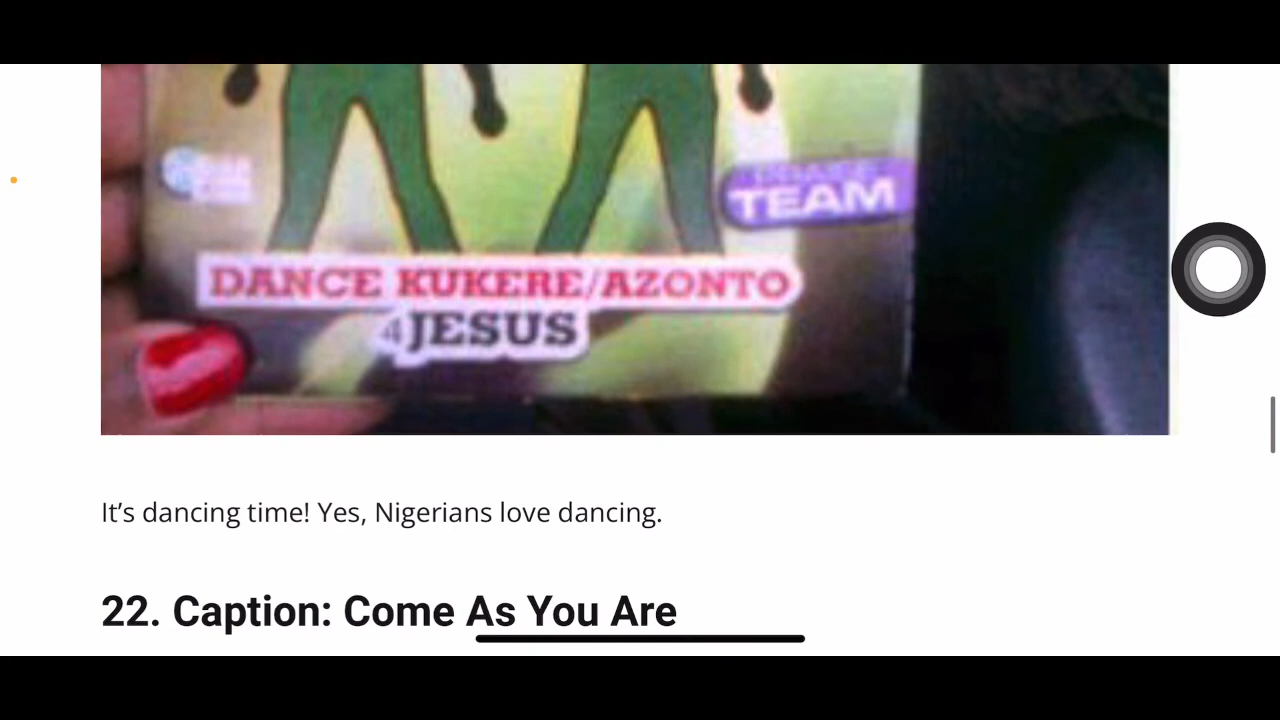 TEAM
DANCE KUKERE/AZONTO
4JESUS
It's dancing time! Yes, Nigerians love dancing.
22. Caption: Come As You Are